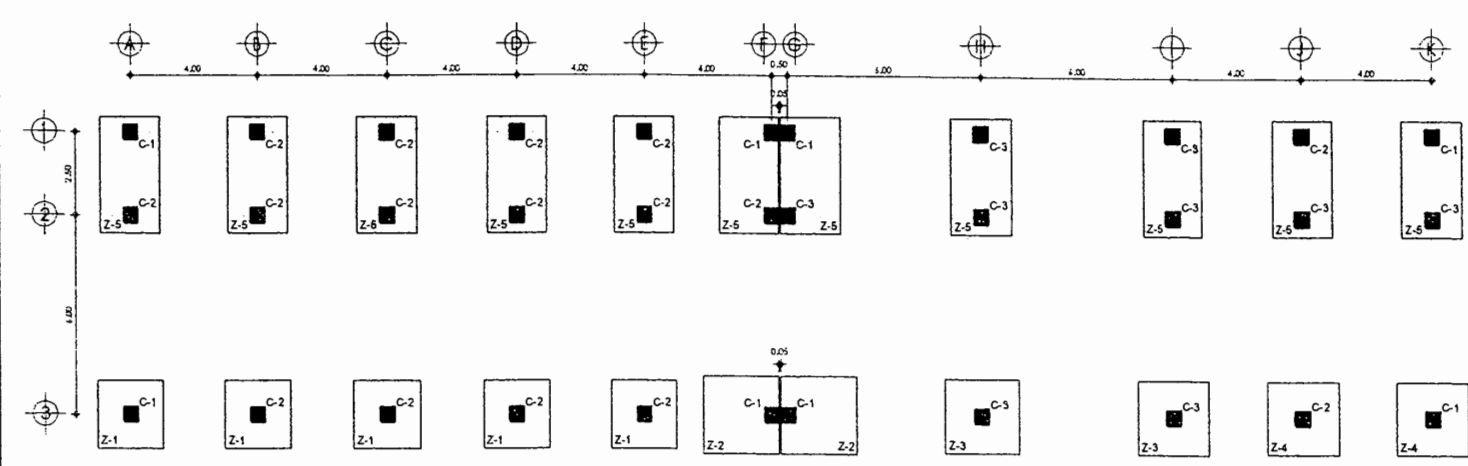 A B C D E F G H I J K
4.00 4.00 4.00 4.00 4.00 0.50 6.00 6.00 4.00 4.00
0.05
1
C-1 C-2 C-2 C-2 C-2 C-1 C-1 C-3 C-3 C-2 C-1
2.50
2
C-2 C-2 C-2 C-2 C-2 C-2 C-3 C-3 C-3 C-3 C-3
Z-5 Z-5 Z-5 Z-5 Z-5 Z-5 Z-5 Z-5 Z-5 Z-5 Z-5
6.00
0.05
3
C-1 C-2 C-2 C-2 C-2 C-1 C-1 C-3 C-3 C-2 C-1
Z-1 Z-1 Z-1 Z-1 Z-1 Z-2 Z-2 Z-3 Z-3 Z-4 Z-4